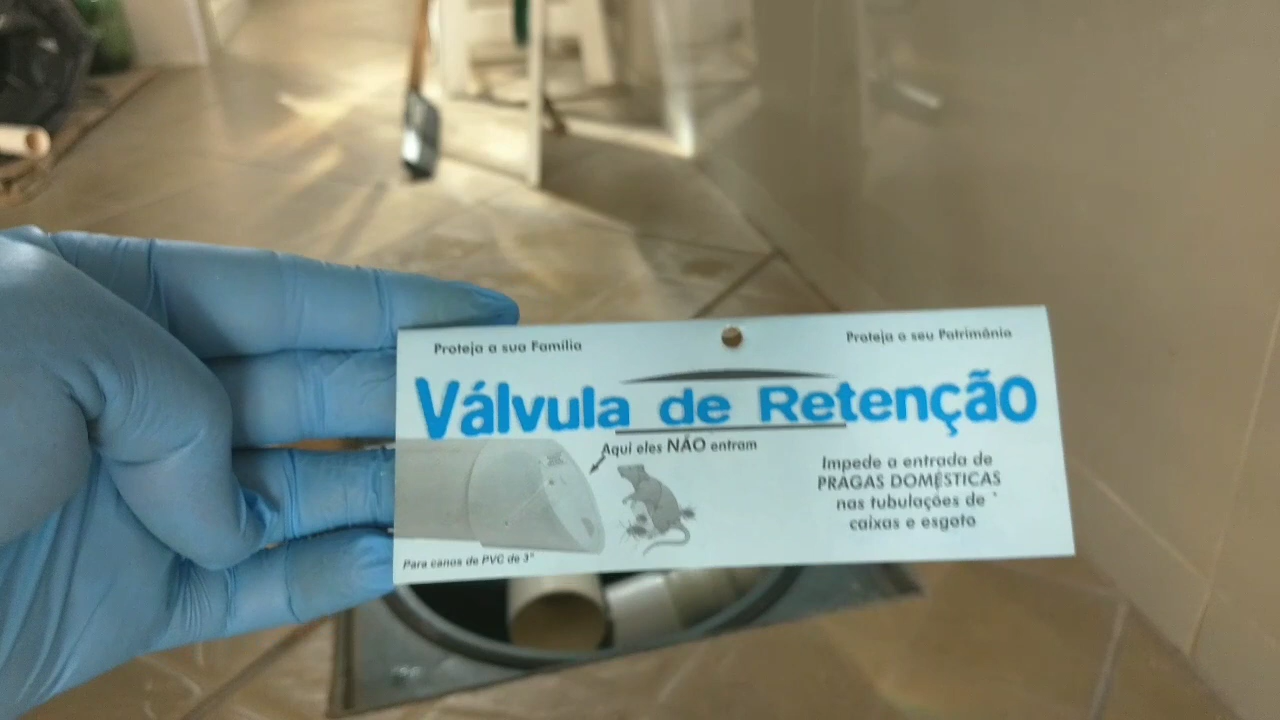 Proteja a sua Família
Proteja o seu Patrimônio
Válvula de Retenção
Aqui eles NÃO entram
Impede a entrada de
PRAGAS DOMÉSTICAS
nas tubulações de
caixas e esgoto
Para canos de PVC de 3"